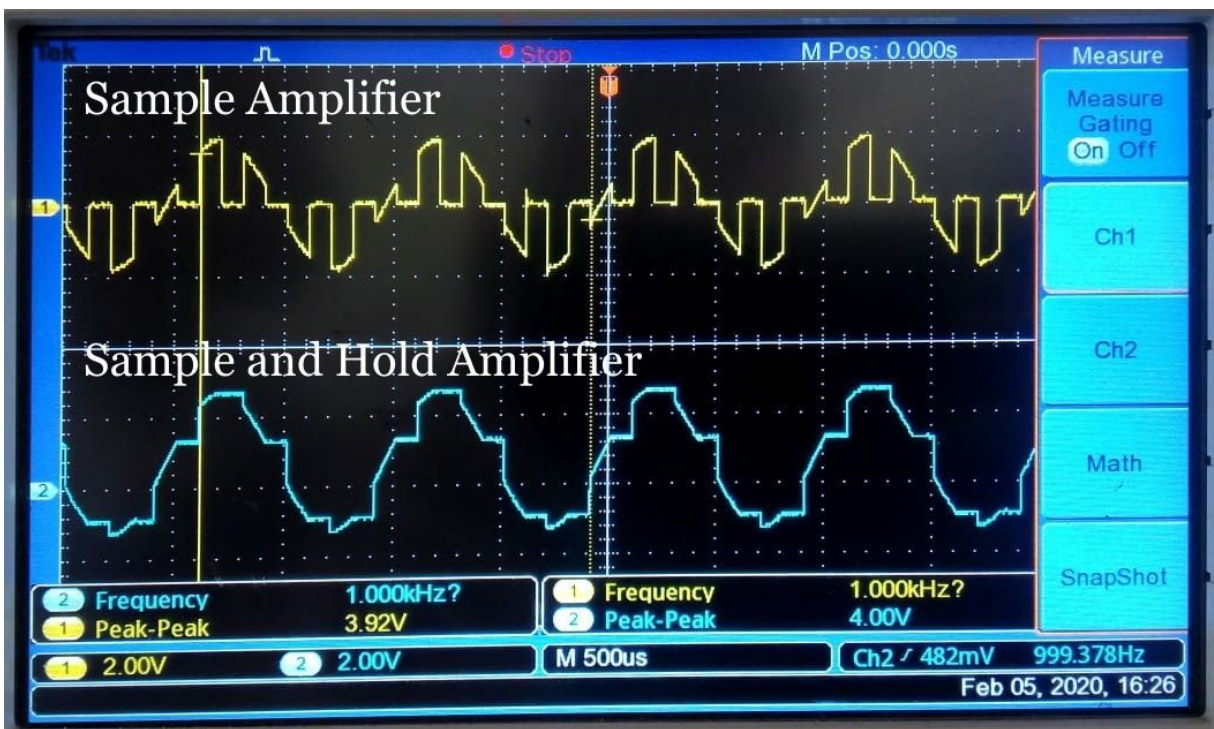 Tek Stop M Pos: 0.000s
Measure
Sample Amplifier
Measure
Gating
On Off
1
Ch1
Sample and Hold Amplifier
Ch2
2
Math
SnapShot
2 Frequency 1.000kHz? 1 Frequency 1.000kHz?
1 Peak-Peak 3.92V 2 Peak-Peak 4.00V
1 2.00V 2 2.00V M 500us Ch2 482mV 999.378Hz
Feb 05, 2020, 16:26